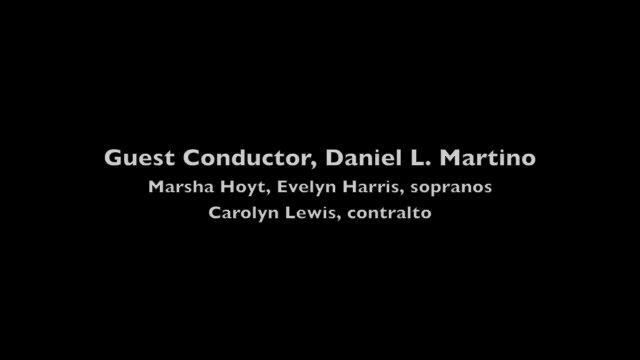 Guest Conductor, Daniel L. Martino
Marsha Hoyt, Evelyn Harris, sopranos
Carolyn Lewis, contralto